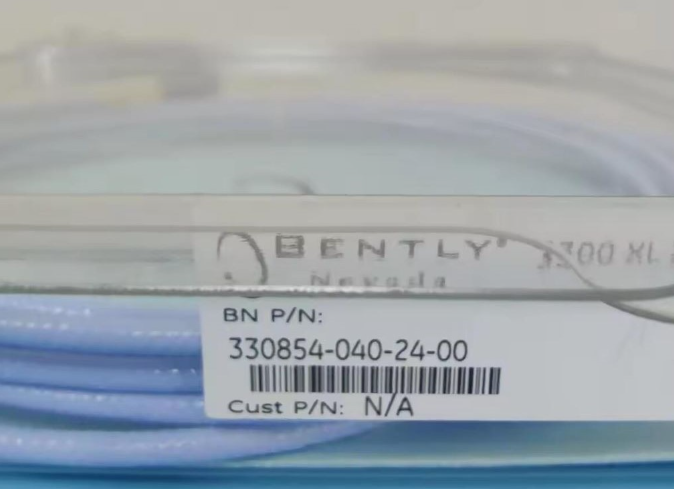 BENTLY® 3300 XL
Nevada
BN P/N:
330854-040-24-00
Cust P/N: N/A